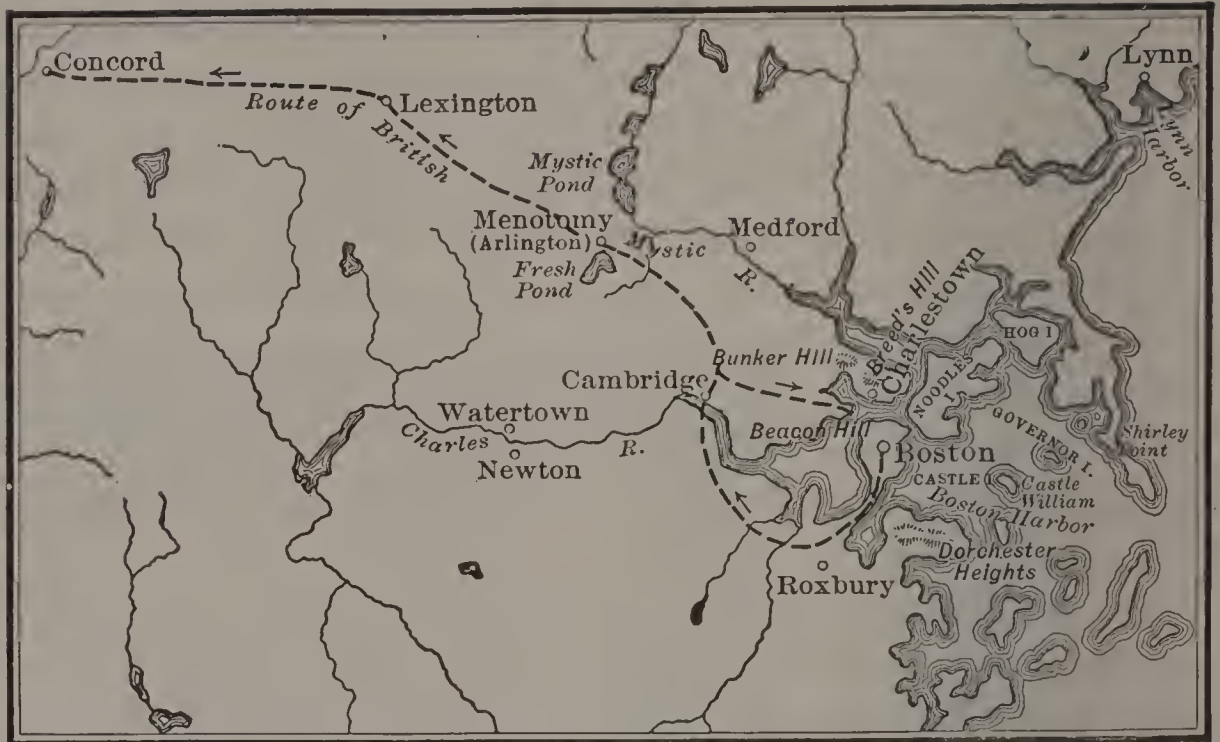 Concord
Lynn
Lexington
Route of British
Lynn
Harbor
Mystic
Pond
Menotomy
(Arlington)
Mystic R.
Medford
Fresh
Pond
Breed's Hill
Charlestown
HOG I
Bunker Hill
NOODLES
I.
Cambridge
Watertown
Charles R.
Newton
Beacon Hill
Boston
GOVERNOR I.
Shirley
Point
CASTLE I
Castle
William
Boston Harbor
Dorchester
Heights
Roxbury